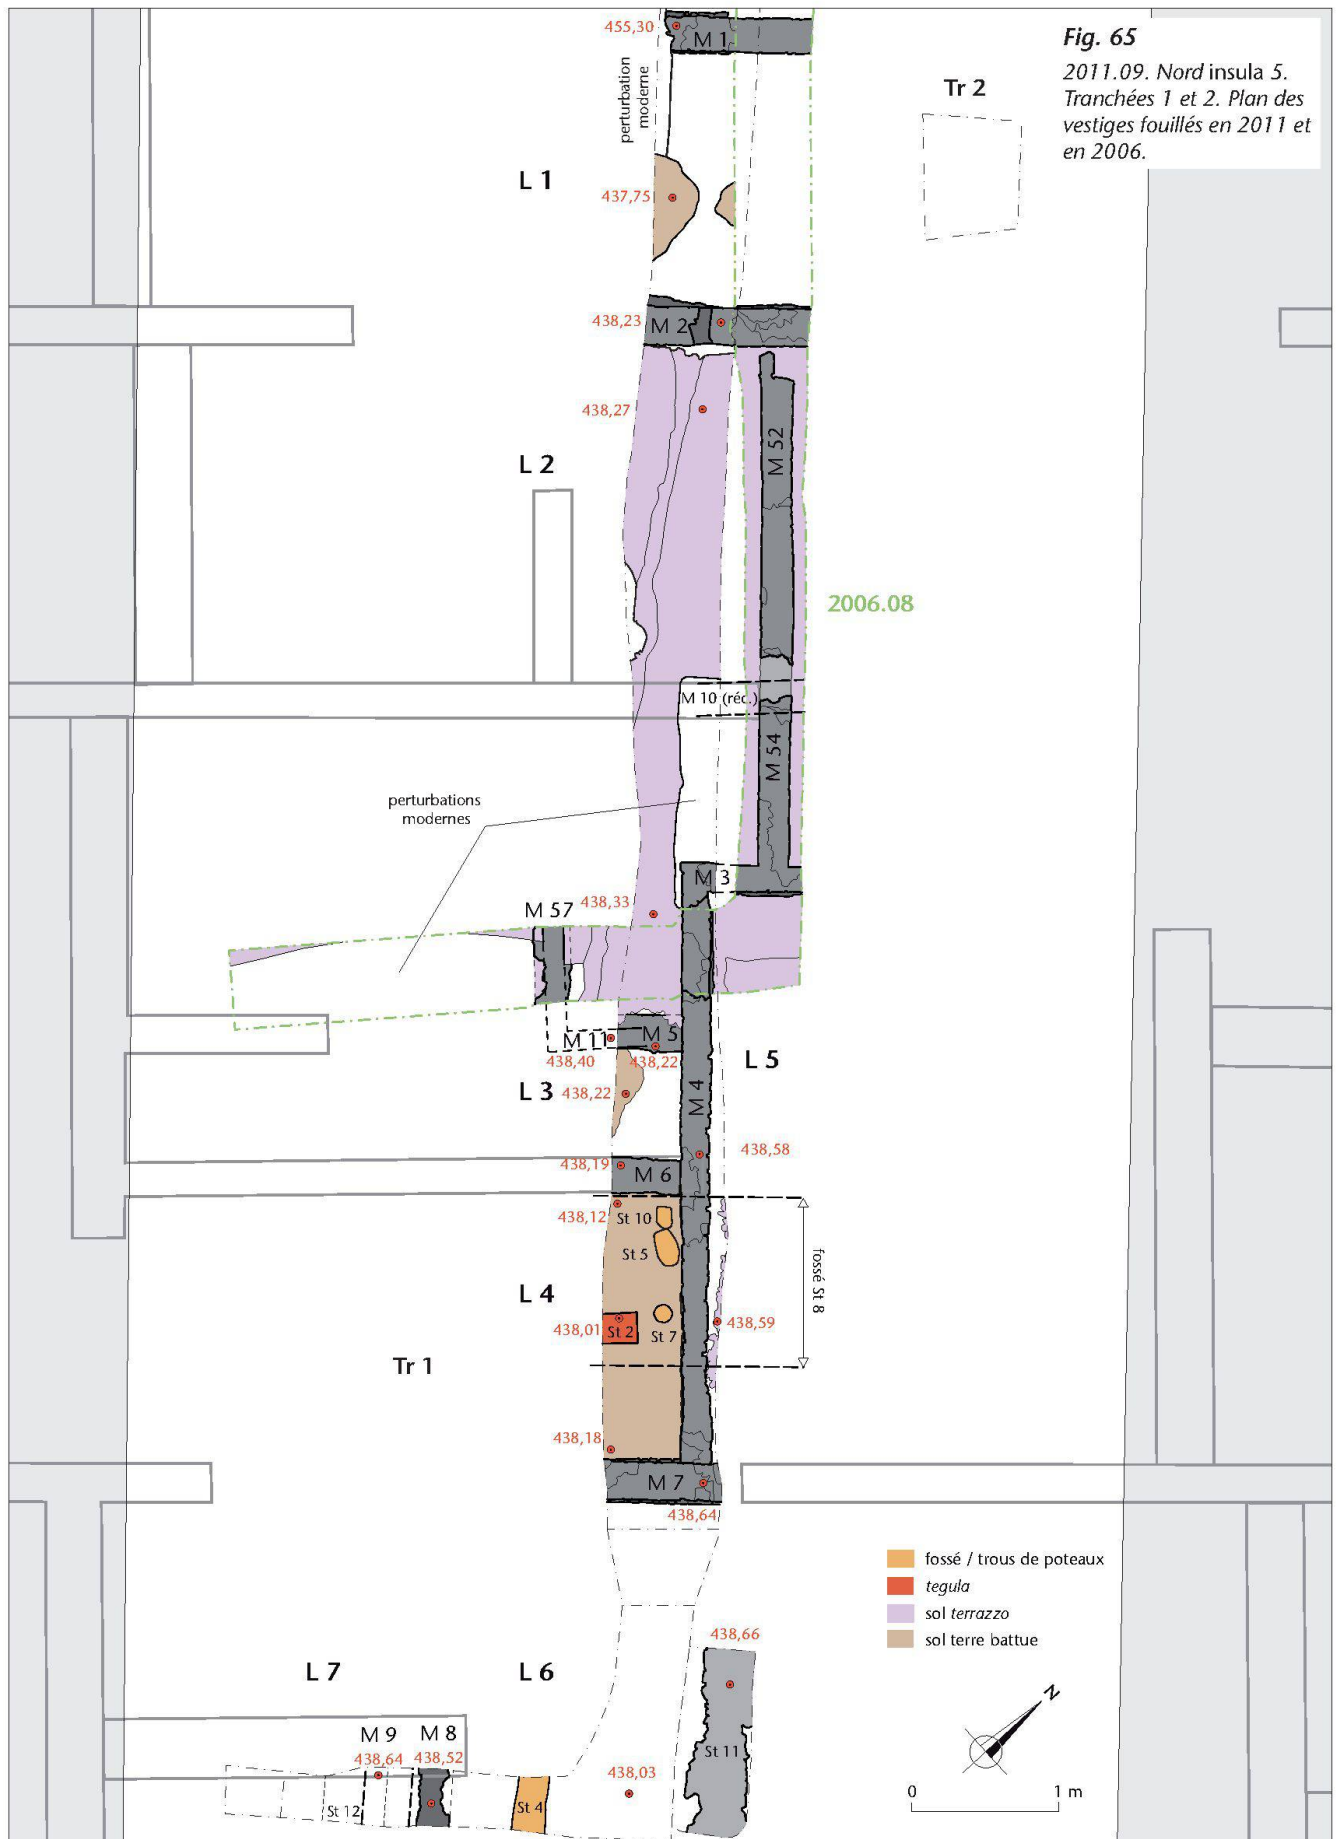 455,30
M 1
Fig. 65
2011.09. Nord insula 5.
Tranchées 1 et 2. Plan des
vestiges fouillés en 2011 et
en 2006.
perturbation
moderne
Tr 2
L 1
437,75
438,23
M 2
438,27
M 52
L 2
2006.08
M 10 (réc.)
M 54
perturbations
modernes
M 3
438,33
M 57
M 11
M 5
438,40
438,22
L 5
L 3
438,22
M 4
438,58
438,19
M 6
438,12
St 10
St 5
fossé St 8
L 4
438,01
St 2
St 7
438,59
Tr 1
438,18
M 7
438,64
fossé / trous de poteaux
tegula
sol terrazzo
sol terre battue
438,66
L 7
L 6
N
M 9
M 8
438,64
438,52
438,03
St 11
St 12
St 4
0
1 m